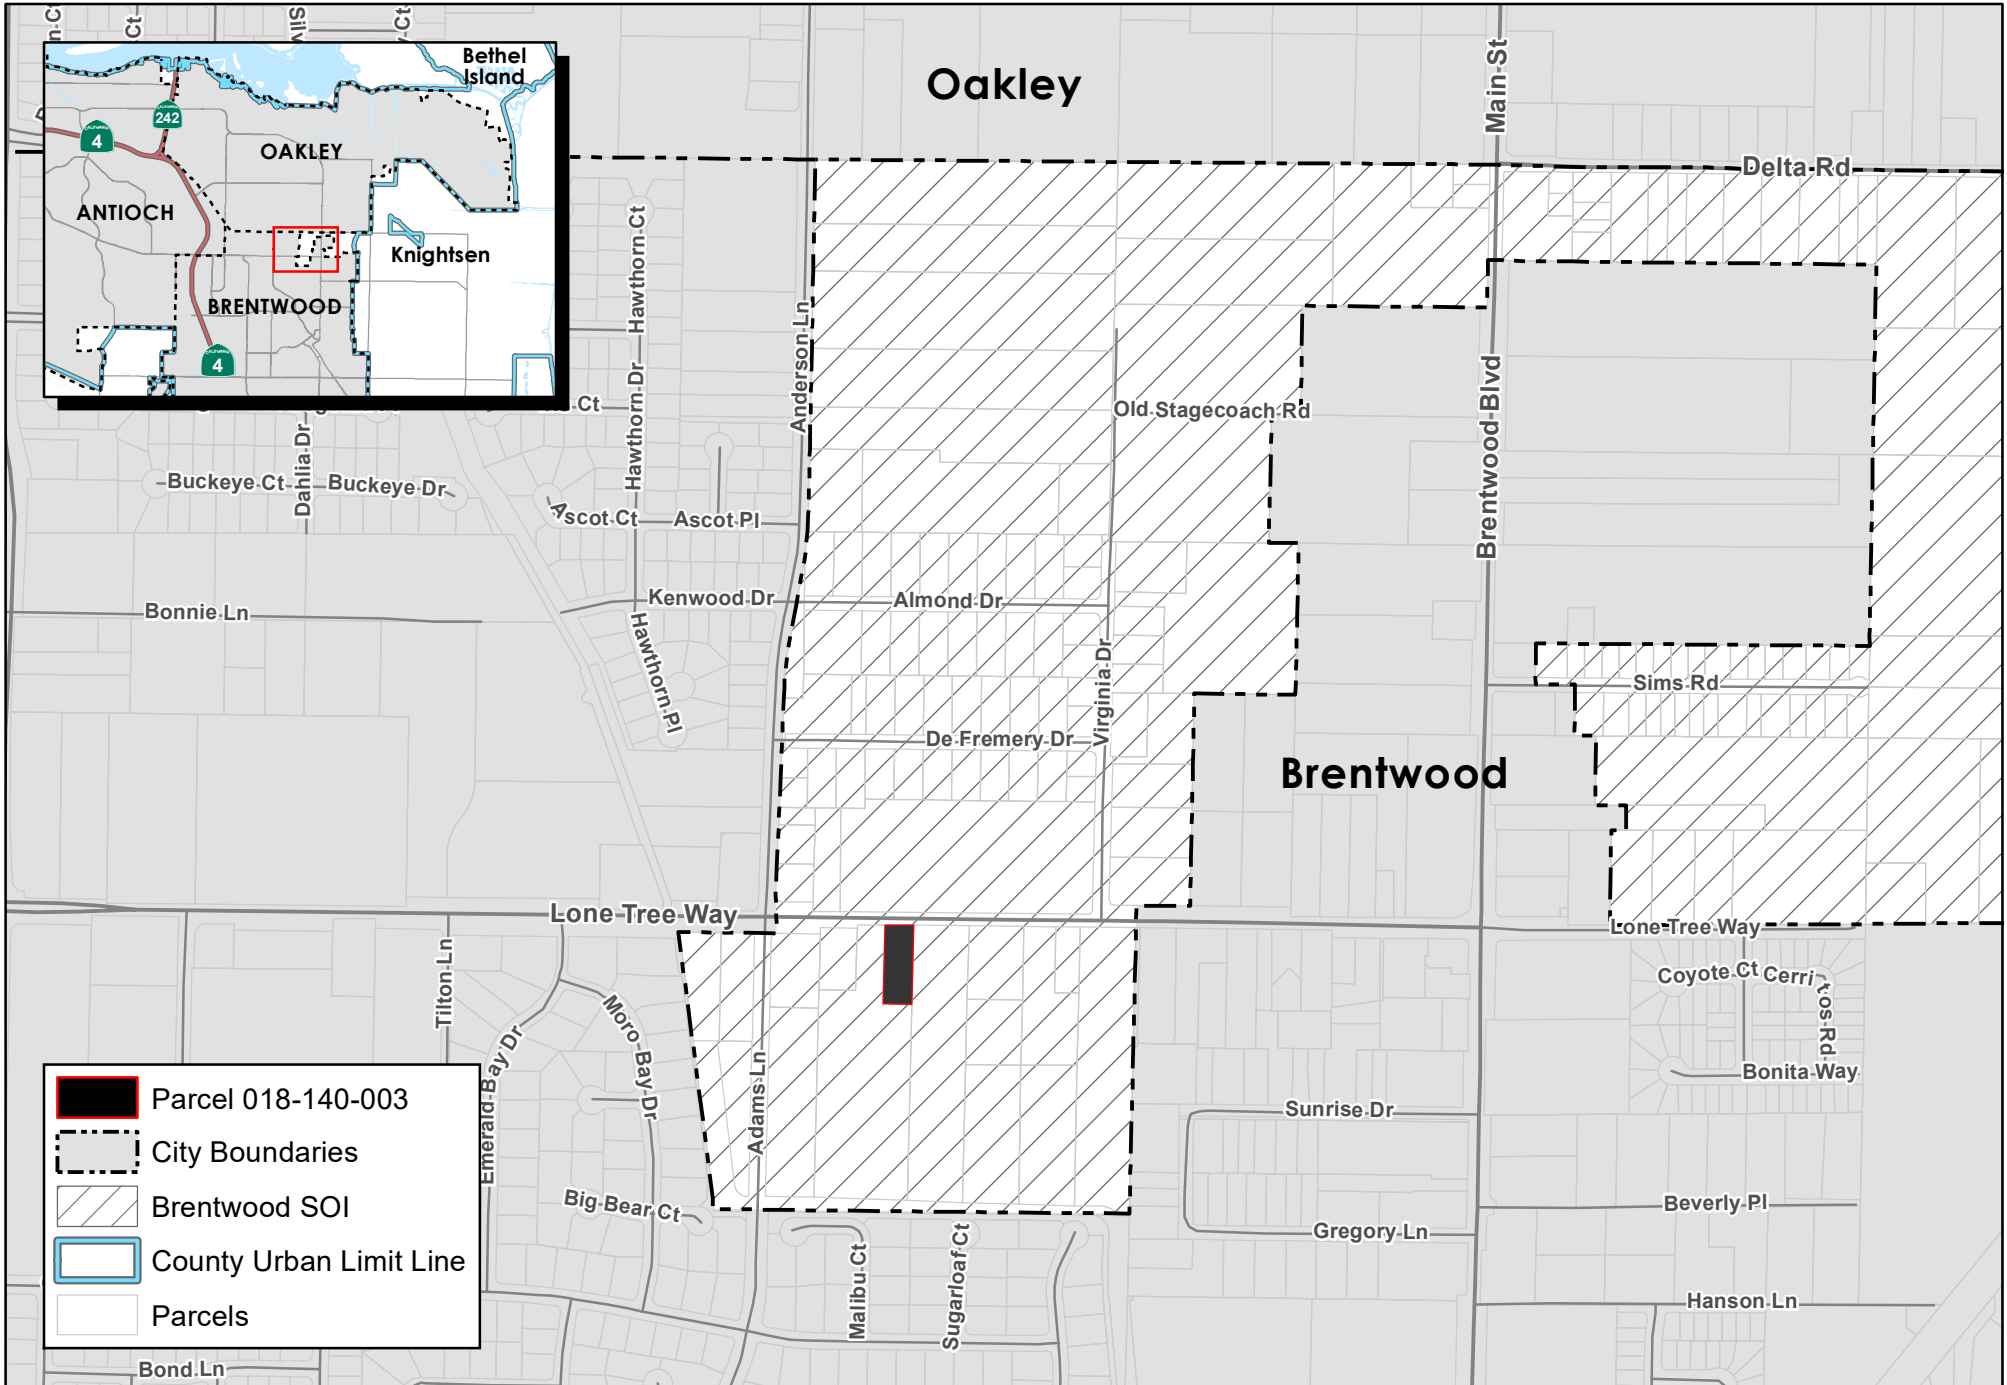 Oakley
Main St
Delta Rd
Bethel
Island
CALIFORNIA
242
CALIFORNIA
4
OAKLEY
ANTIOCH
Knightsen
BRENTWOOD
CALIFORNIA
4
Hawthorn Ct
Anderson Ln
Hawthorn Dr
Old Stagecoach Rd
Brentwood Blvd
Ct
Dahlia Dr
Buckeye Ct
Buckeye Dr
Ascot Ct
Ascot Pl
Kenwood Dr
Almond Dr
Bonnie Ln
Hawthorn Pl
Virginia Dr
Sims Rd
De Fremery Dr
Brentwood
Lone Tree Way
Lone Tree Way
Tilton Ln
Coyote Ct
Cerritos Rd
Moro Bay Dr
Emerald Bay Dr
Adams Ln
Bonita Way
Sunrise Dr
Big Bear Ct
Beverly Pl
Gregory Ln
Malibu Ct
Sugarloaf Ct
Hanson Ln
Bond Ln
Parcel 018-140-003
City Boundaries
Brentwood SOI
County Urban Limit Line
Parcels